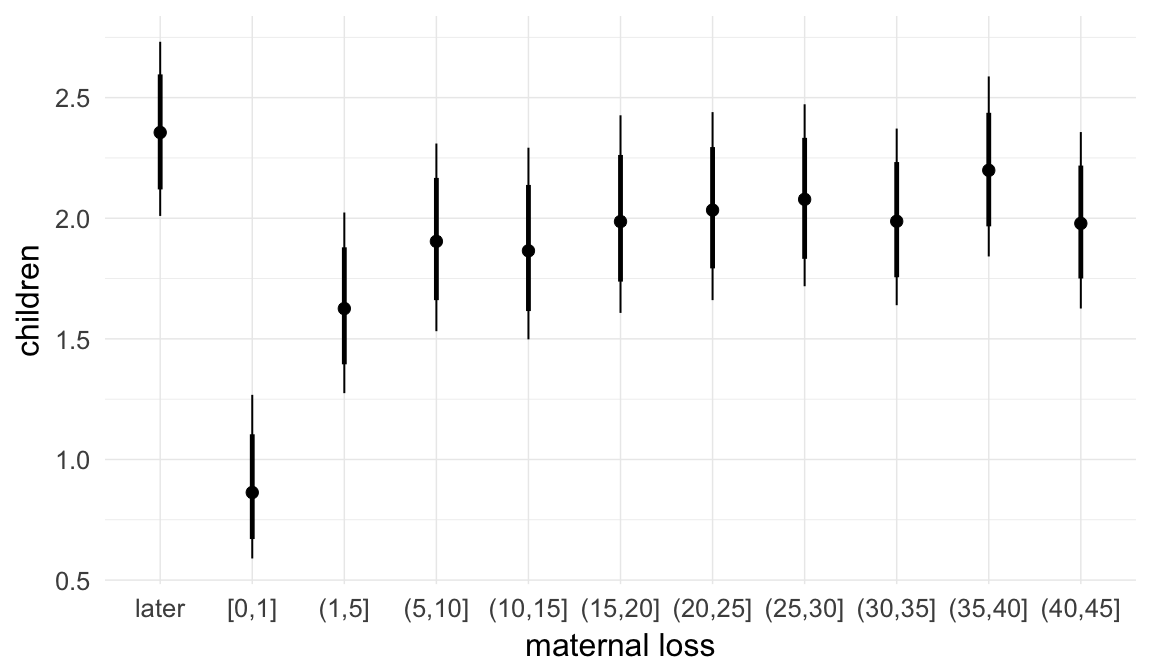 children
2.5
2.0
1.5
1.0
0.5
later [0,1] (1,5] (5,10] (10,15] (15,20] (20,25] (25,30] (30,35] (35,40] (40,45]
maternal loss